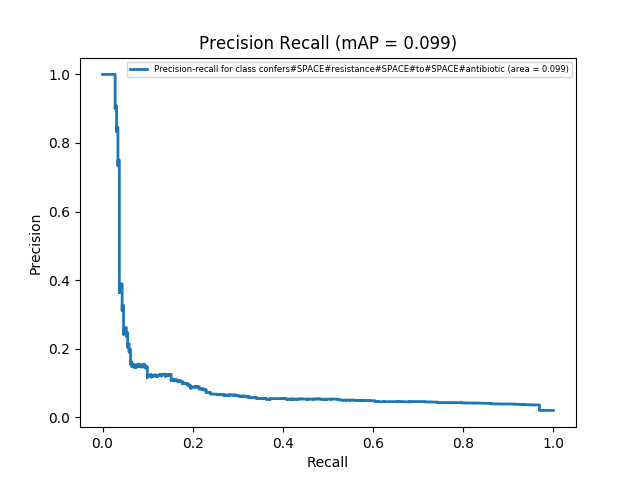 Precision Recall (mAP = 0.099)
Precision-recall for class confers#SPACE#resistance#SPACE#to#SPACE#antibiotic (area = 0.099)
1.0
0.8
0.6
0.4
0.2
0.0
Precision
0.0 0.2 0.4 0.6 0.8 1.0
Recall